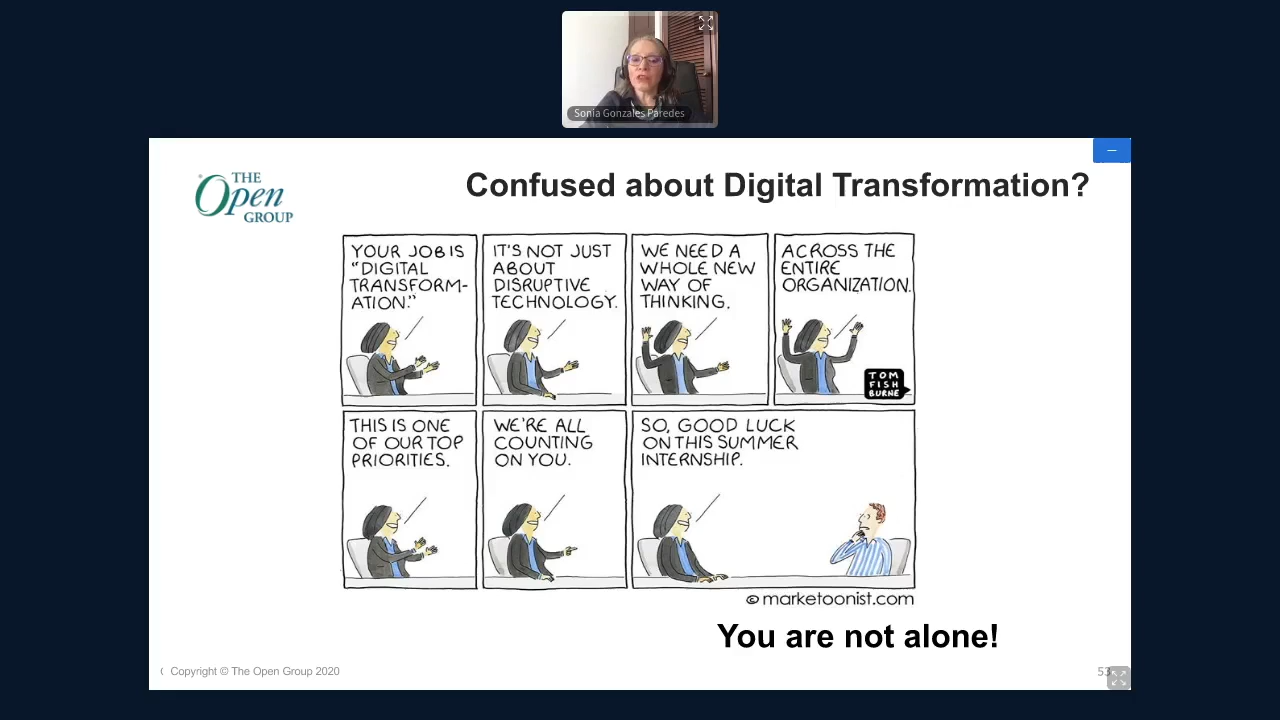 Sonia Gonzales Paredes
THE
Open
GROUP
Confused about Digital Transformation?
YOUR JOB IS
“DIGITAL
TRANSFORM-
ATION.”
IT'S NOT JUST
ABOUT
DISRUPTIVE
TECHNOLOGY.
WE NEED A
WHOLE NEW
WAY OF
THINKING.
ACROSS THE
ENTIRE
ORGANIZATION.
TOM
FISH
BURNE
THIS IS ONE
OF OUR TOP
PRIORITIES.
WE'RE ALL
COUNTING
ON YOU.
SO, GOOD LUCK
ON THIS SUMMER
INTERNSHIP.
© marketoonist.com
You are not alone!
( Copyright © The Open Group 2020
53